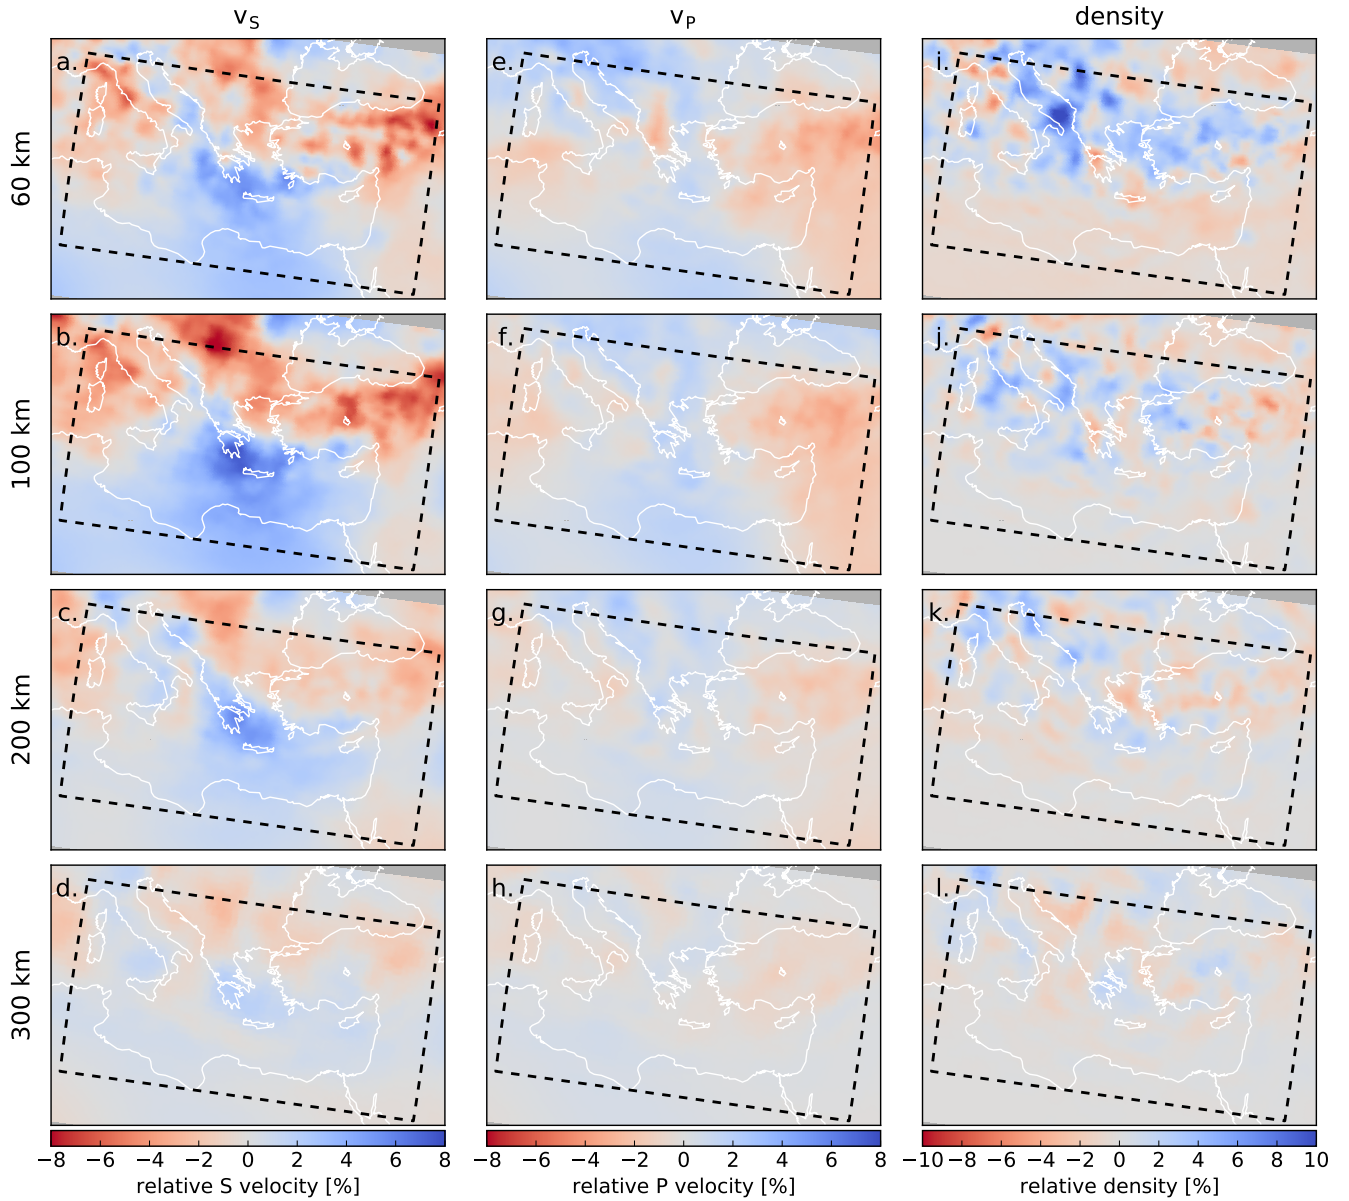 v_S v_P density
60 km a. e. i.
100 km b. f. j.
200 km c. g. k.
300 km d. h. l.
−8 −6 −4 −2 0 2 4 6 8 −8 −6 −4 −2 0 2 4 6 8 −10 −8 −6 −4 −2 0 2 4 6 8 10
relative S velocity [%] relative P velocity [%] relative density [%]